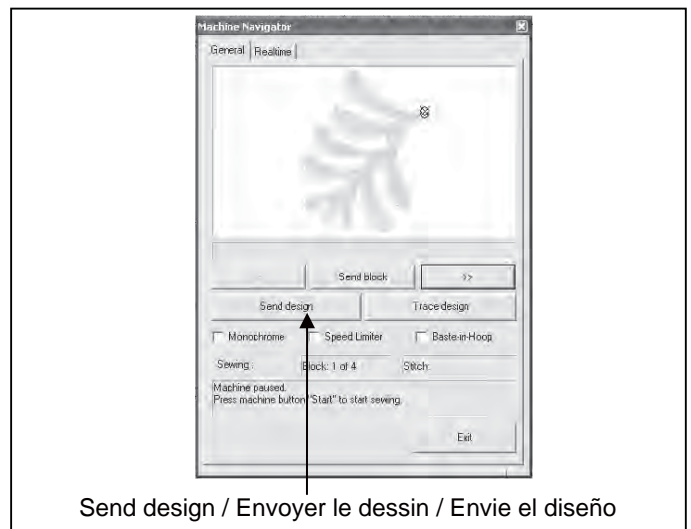 Machine Navigator
General Realtime
Send block >>
Send design Trace design
Monochrome Speed Limiter Baste-in-Hoop
Sewing: Block: 1 of 4 Stitch:
Machine paused.
Press machine button "Start" to start sewing.
Exit
Send design / Envoyer le dessin / Envie el diseño